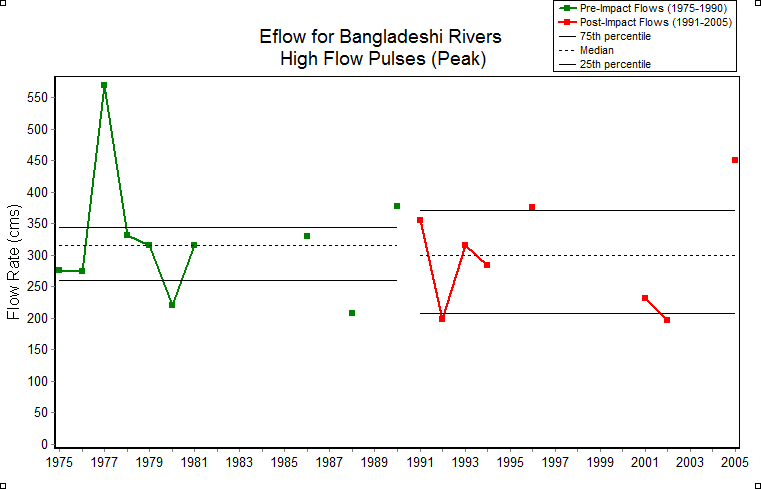 Eflow for Bangladeshi Rivers
High Flow Pulses (Peak)
Pre-Impact Flows (1975-1990)
Post-Impact Flows (1991-2005)
75th percentile
Median
25th percentile
Flow Rate (cms)
550
500
450
400
350
300
250
200
150
100
50
0
1975 1977 1979 1981 1983 1985 1987 1989 1991 1993 1995 1997 1999 2001 2003 2005